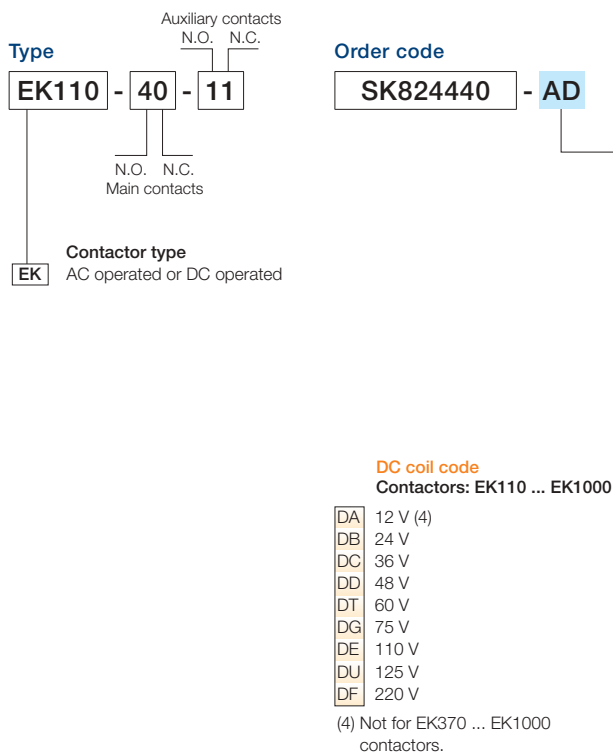 Auxiliary contacts
N.O. N.C.
Type
EK110 - 40 - 11
N.O. N.C.
Main contacts
Contactor type
EK AC operated or DC operated
Order code
SK824440 - AD
DC coil code
Contactors: EK110 ... EK1000
DA 12 V (4)
DB 24 V
DC 36 V
DD 48 V
DT 60 V
DG 75 V
DE 110 V
DU 125 V
DF 220 V
(4) Not for EK370 ... EK1000
contactors.